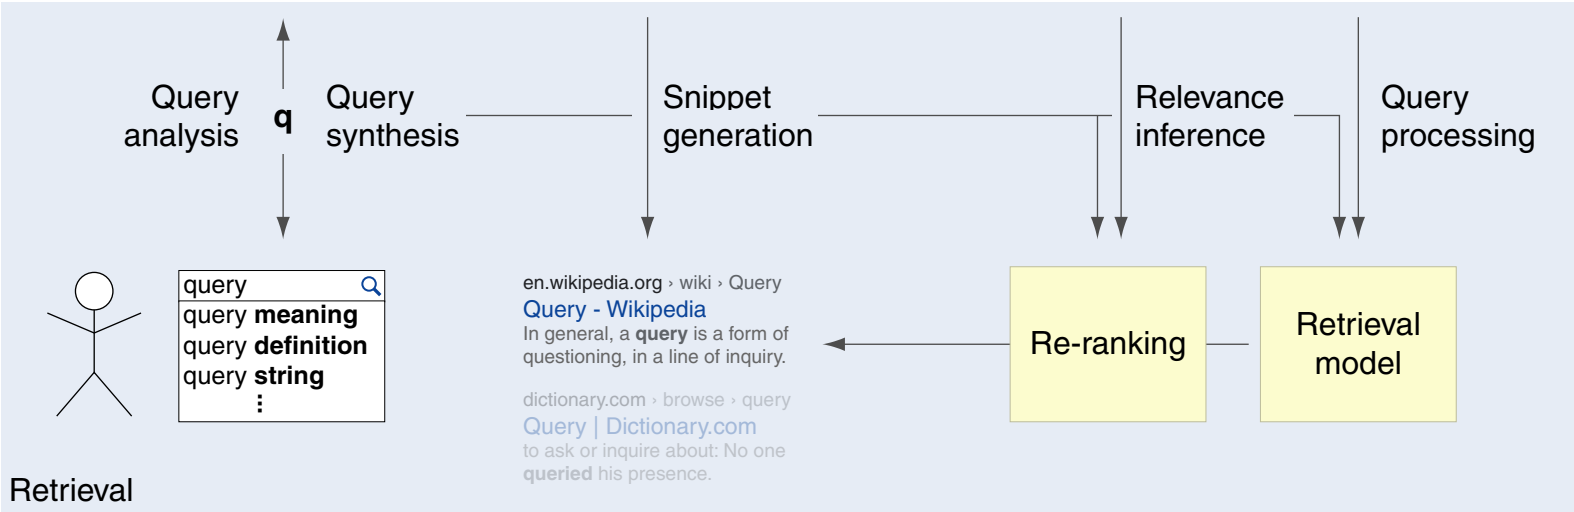 Query
analysis
q
Query
synthesis
Snippet
generation
Relevance
inference
Query
processing
query
query meaning
query definition
query string
⋮
en.wikipedia.org › wiki › Query
Query - Wikipedia
In general, a query is a form of
questioning, in a line of inquiry.
dictionary.com › browse › query
Query | Dictionary.com
to ask or inquire about: No one
queried his presence.
Re-ranking
Retrieval
model
Retrieval